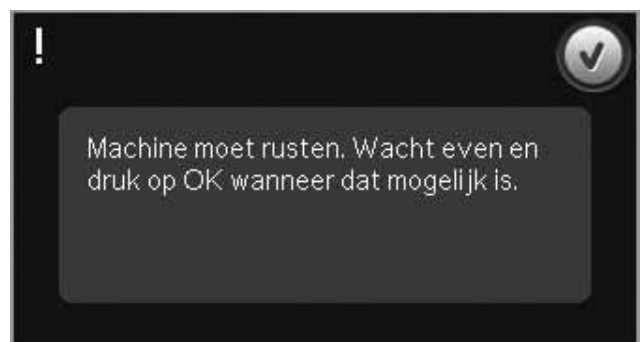 !
Machine moet rusten. Wacht even en
druk op OK wanneer dat mogelijk is.